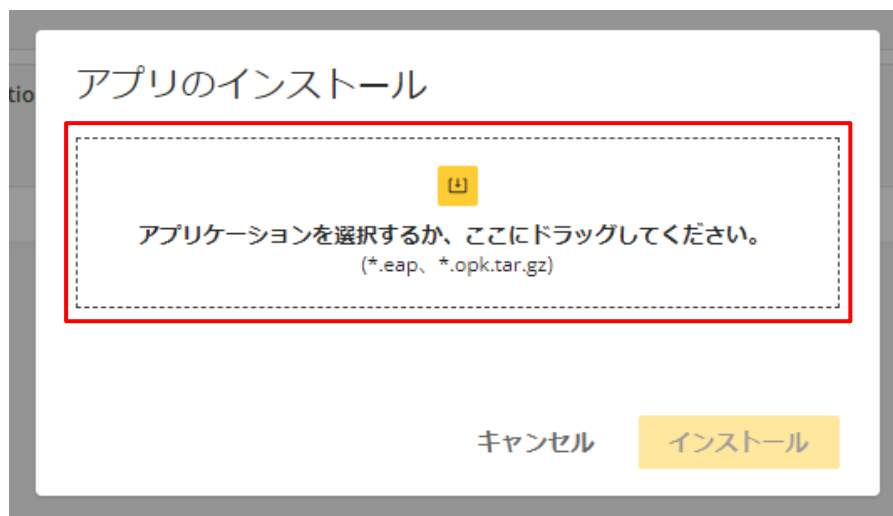 アプリのインストール
tio
アプリケーションを選択するか、ここにドラッグしてください。
(*.eap、*.opk.tar.gz)
キャンセル
インストール